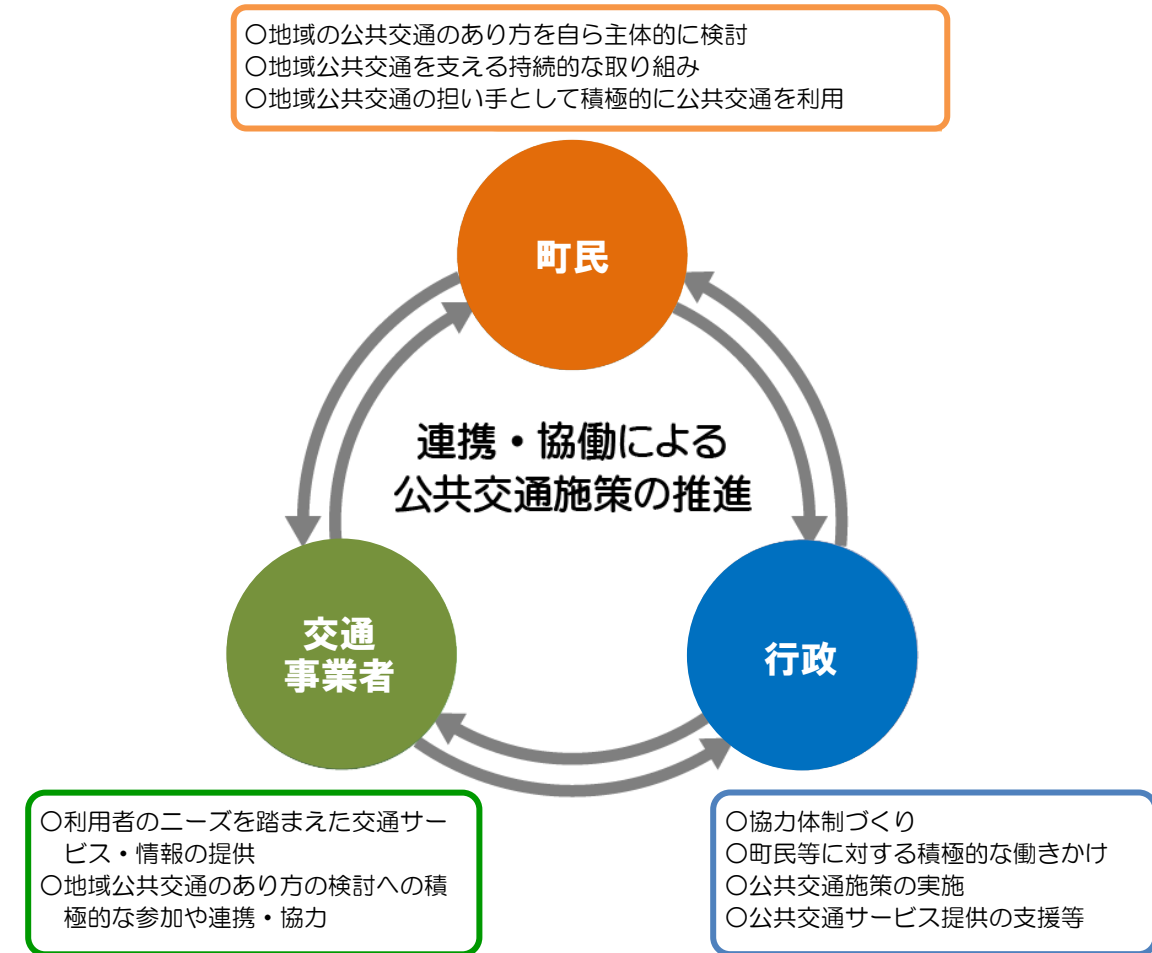 〇地域の公共交通のあり方を自ら主体的に検討
〇地域公共交通を支える持続的な取り組み
〇地域公共交通の担い手として積極的に公共交通を利用
町民
連携・協働による
公共交通施策の推進
交通
事業者
行政
〇利用者のニーズを踏まえた交通サー
ビス・情報の提供
〇地域公共交通のあり方の検討への積
極的な参加や連携・協力
〇協力体制づくり
〇町民等に対する積極的な働きかけ
〇公共交通施策の実施
〇公共交通サービス提供の支援等